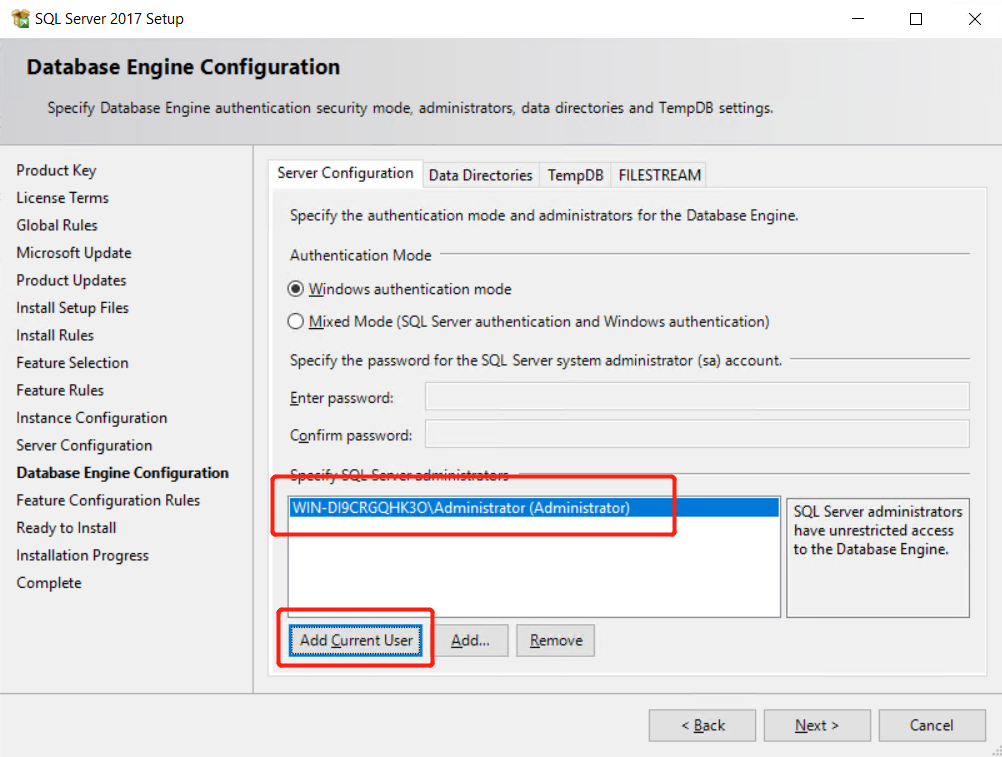 SQL Server 2017 Setup
Database Engine Configuration
Specify Database Engine authentication security mode, administrators, data directories and TempDB settings.
Product Key
License Terms
Global Rules
Microsoft Update
Product Updates
Install Setup Files
Install Rules
Feature Selection
Feature Rules
Instance Configuration
Server Configuration
Database Engine Configuration
Feature Configuration Rules
Ready to Install
Installation Progress
Complete
Server Configuration Data Directories TempDB FILESTREAM
Specify the authentication mode and administrators for the Database Engine.
Authentication Mode
Windows authentication mode
Mixed Mode (SQL Server authentication and Windows authentication)
Specify the password for the SQL Server system administrator (sa) account.
Enter password:
Confirm password:
Specify SQL Server administrators
WIN-DI9CRGQHK3O\Administrator (Administrator)
SQL Server administrators
have unrestricted access
to the Database Engine.
Add Current User Add... Remove
< Back Next > Cancel